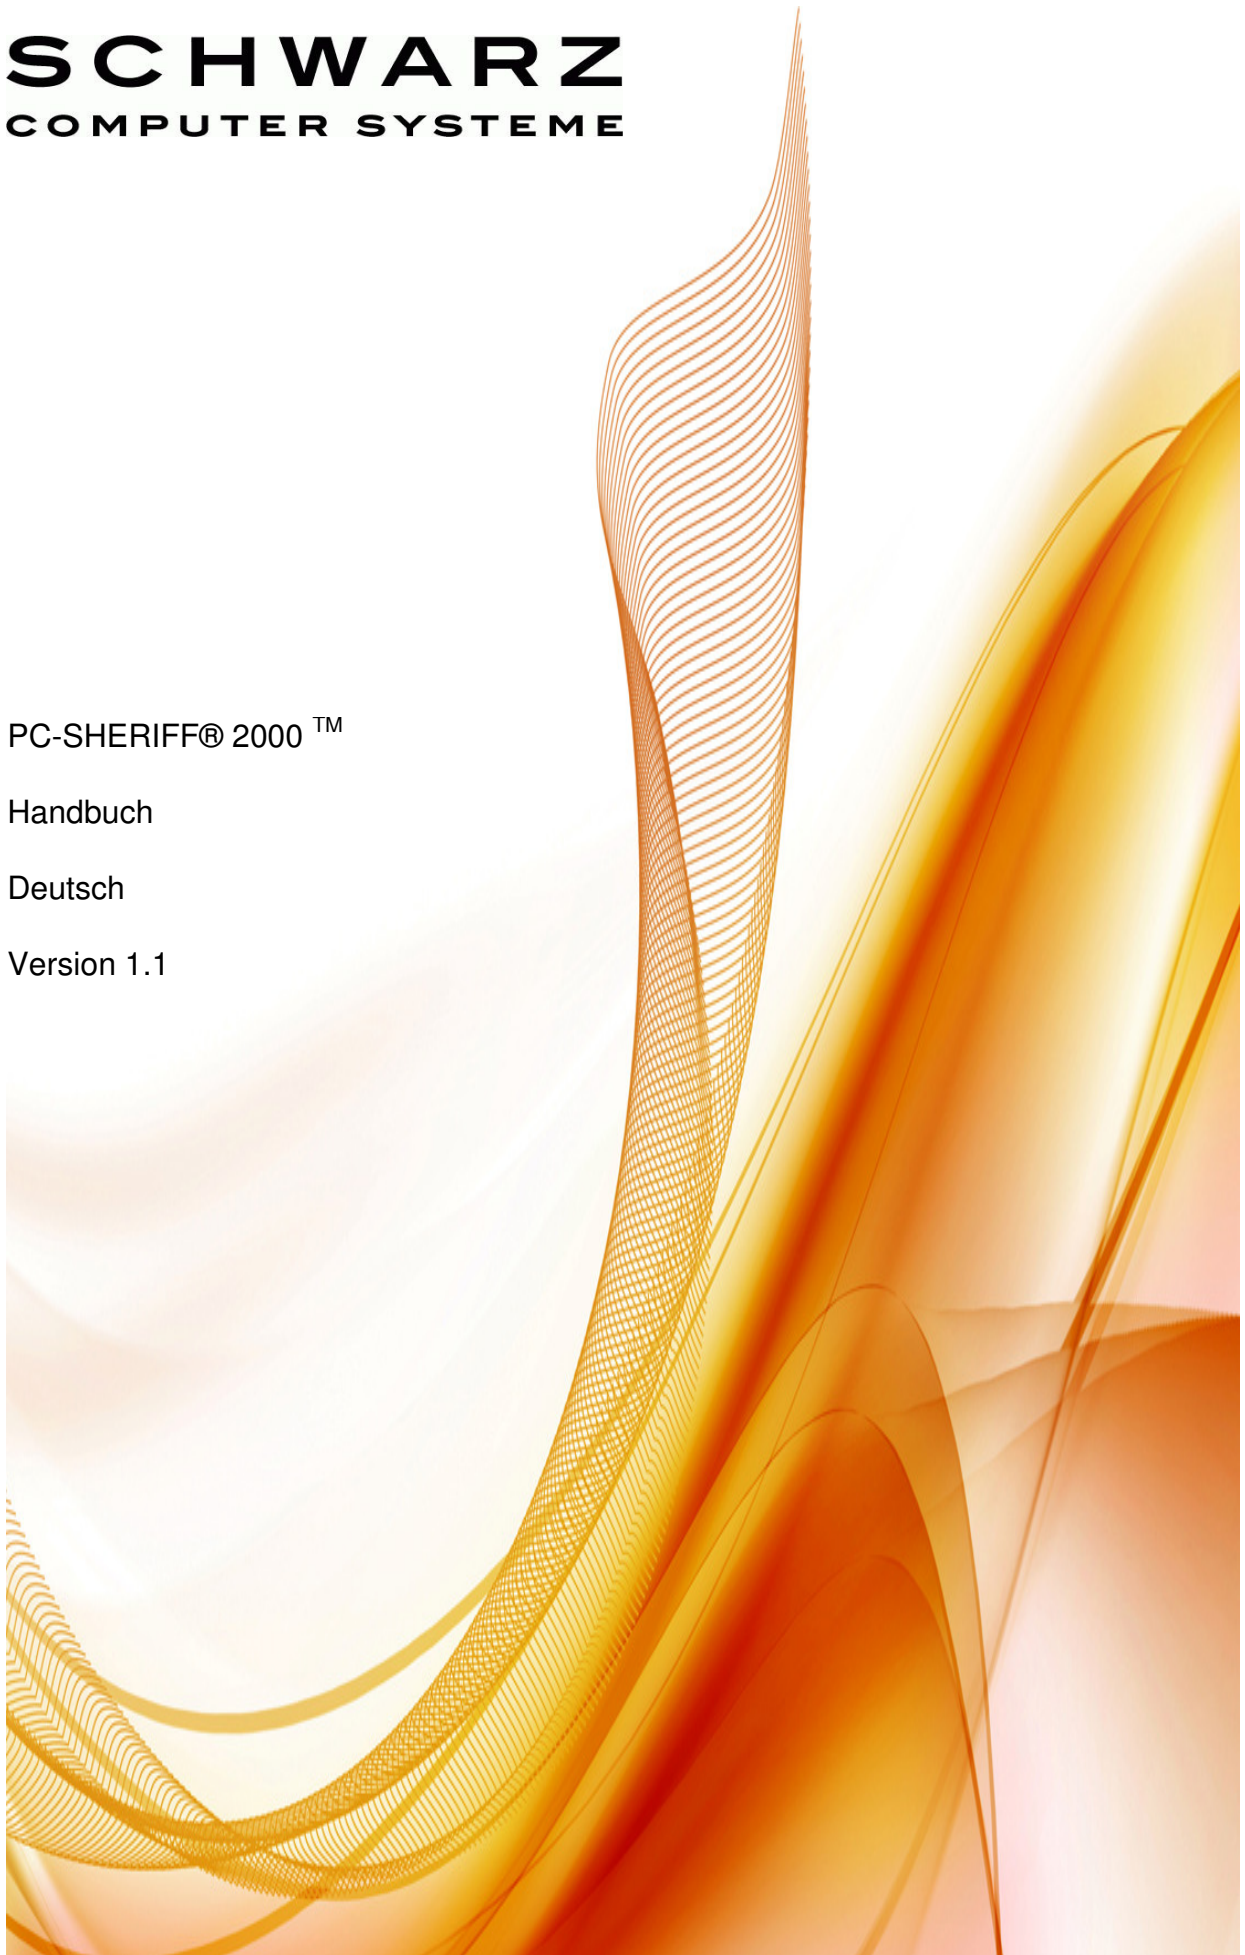 SCHWARZ
COMPUTER SYSTEME
PC-SHERIFF® 2000 ™
Handbuch
Deutsch
Version 1.1